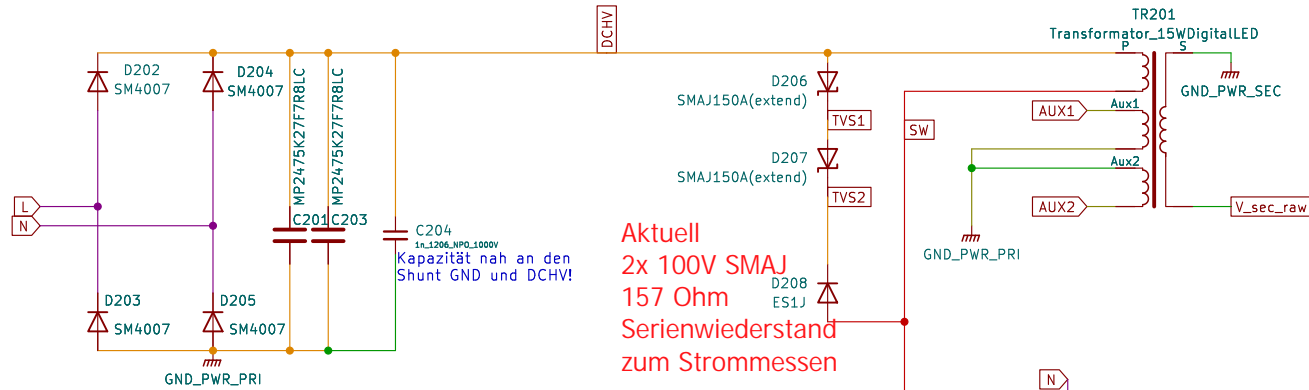 DCHV
TR201
Transformator_15WDigitalLED
P
S
D202
SM4007
D204
SM4007
MP2475K27F7R8LC
MP2475K27F7R8LC
D206
SMAJ150A(extend)
GND_PWR_SEC
AUX1
Aux1
TVS1
SW
D207
SMAJ150A(extend)
Aux2
TVS2
AUX2
V_sec_raw
L
N
C201
C203
C204
1n_1206_NP0_1000V
Kapazität nah an den
Shunt GND und DCHV!
GND_PWR_PRI
Aktuell
2x 100V SMAJ
157 Ohm
Serienwiederstand
zum Strommessen
D208
ES1J
D203
SM4007
D205
SM4007
GND_PWR_PRI
N